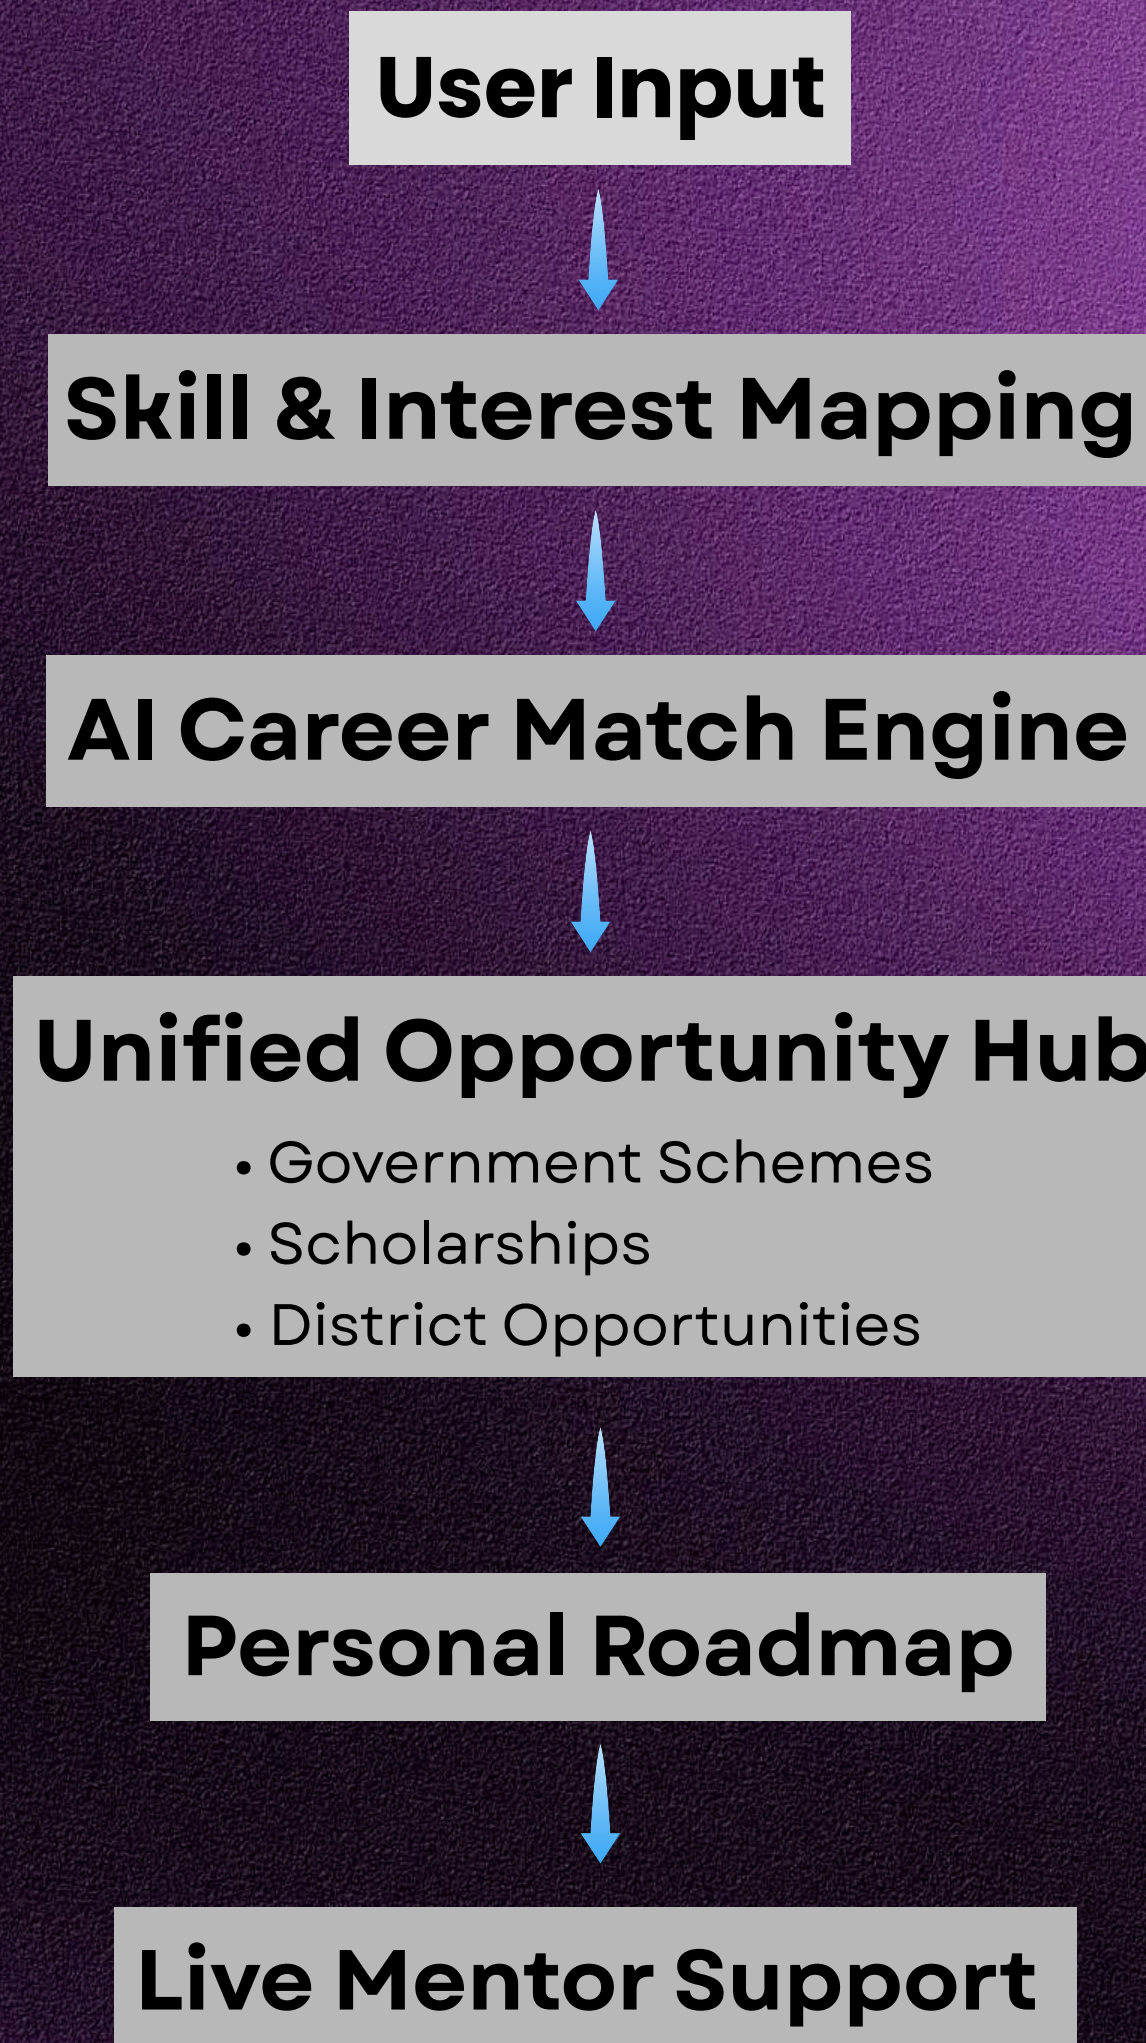 User Input
Skill & Interest Mapping
AI Career Match Engine
Unified Opportunity Hub
• Government Schemes
• Scholarships
• District Opportunities
Personal Roadmap
Live Mentor Support